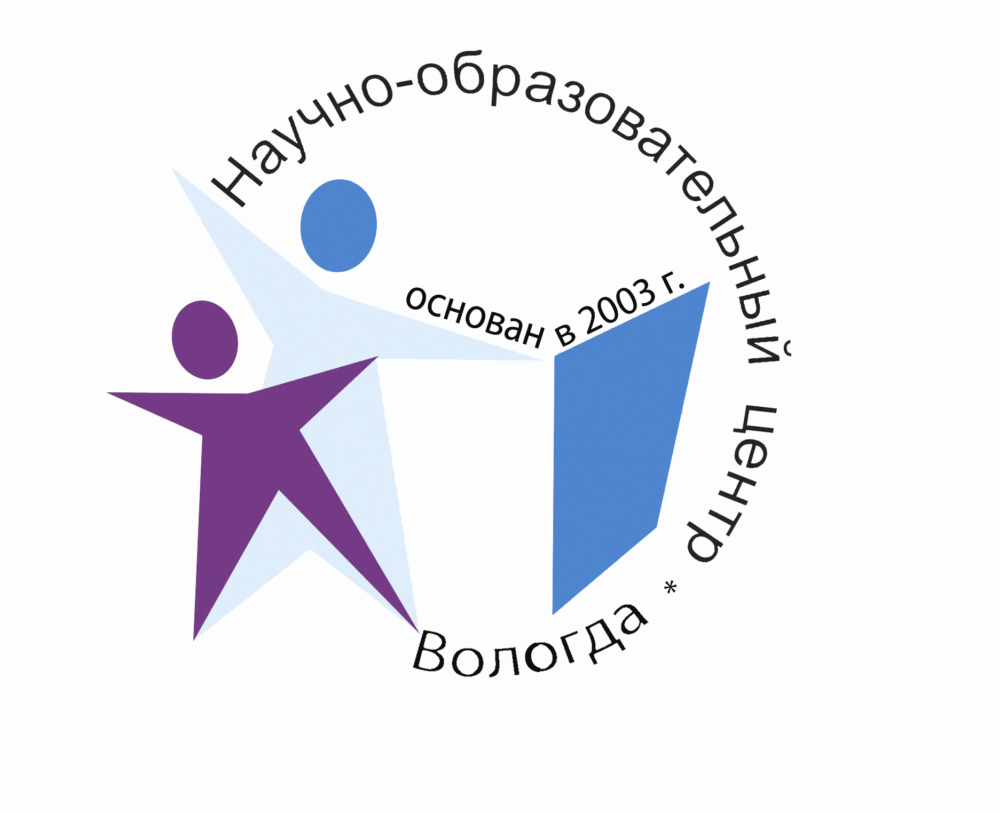 Научно-образовательный центр * Вологда
основан в 2003 г.